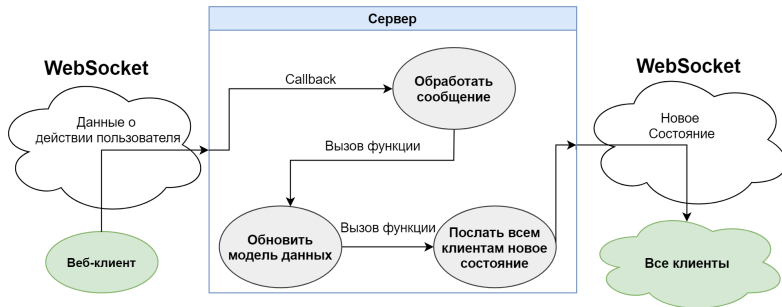 Сервер
WebSocket
Данные о
действии пользователя
Веб-клиент
Callback
Обработать
сообщение
Вызов функции
Обновить
модель данных
Вызов функции
Послать всем
клиентам новое
состояние
WebSocket
Новое
Состояние
Все клиенты